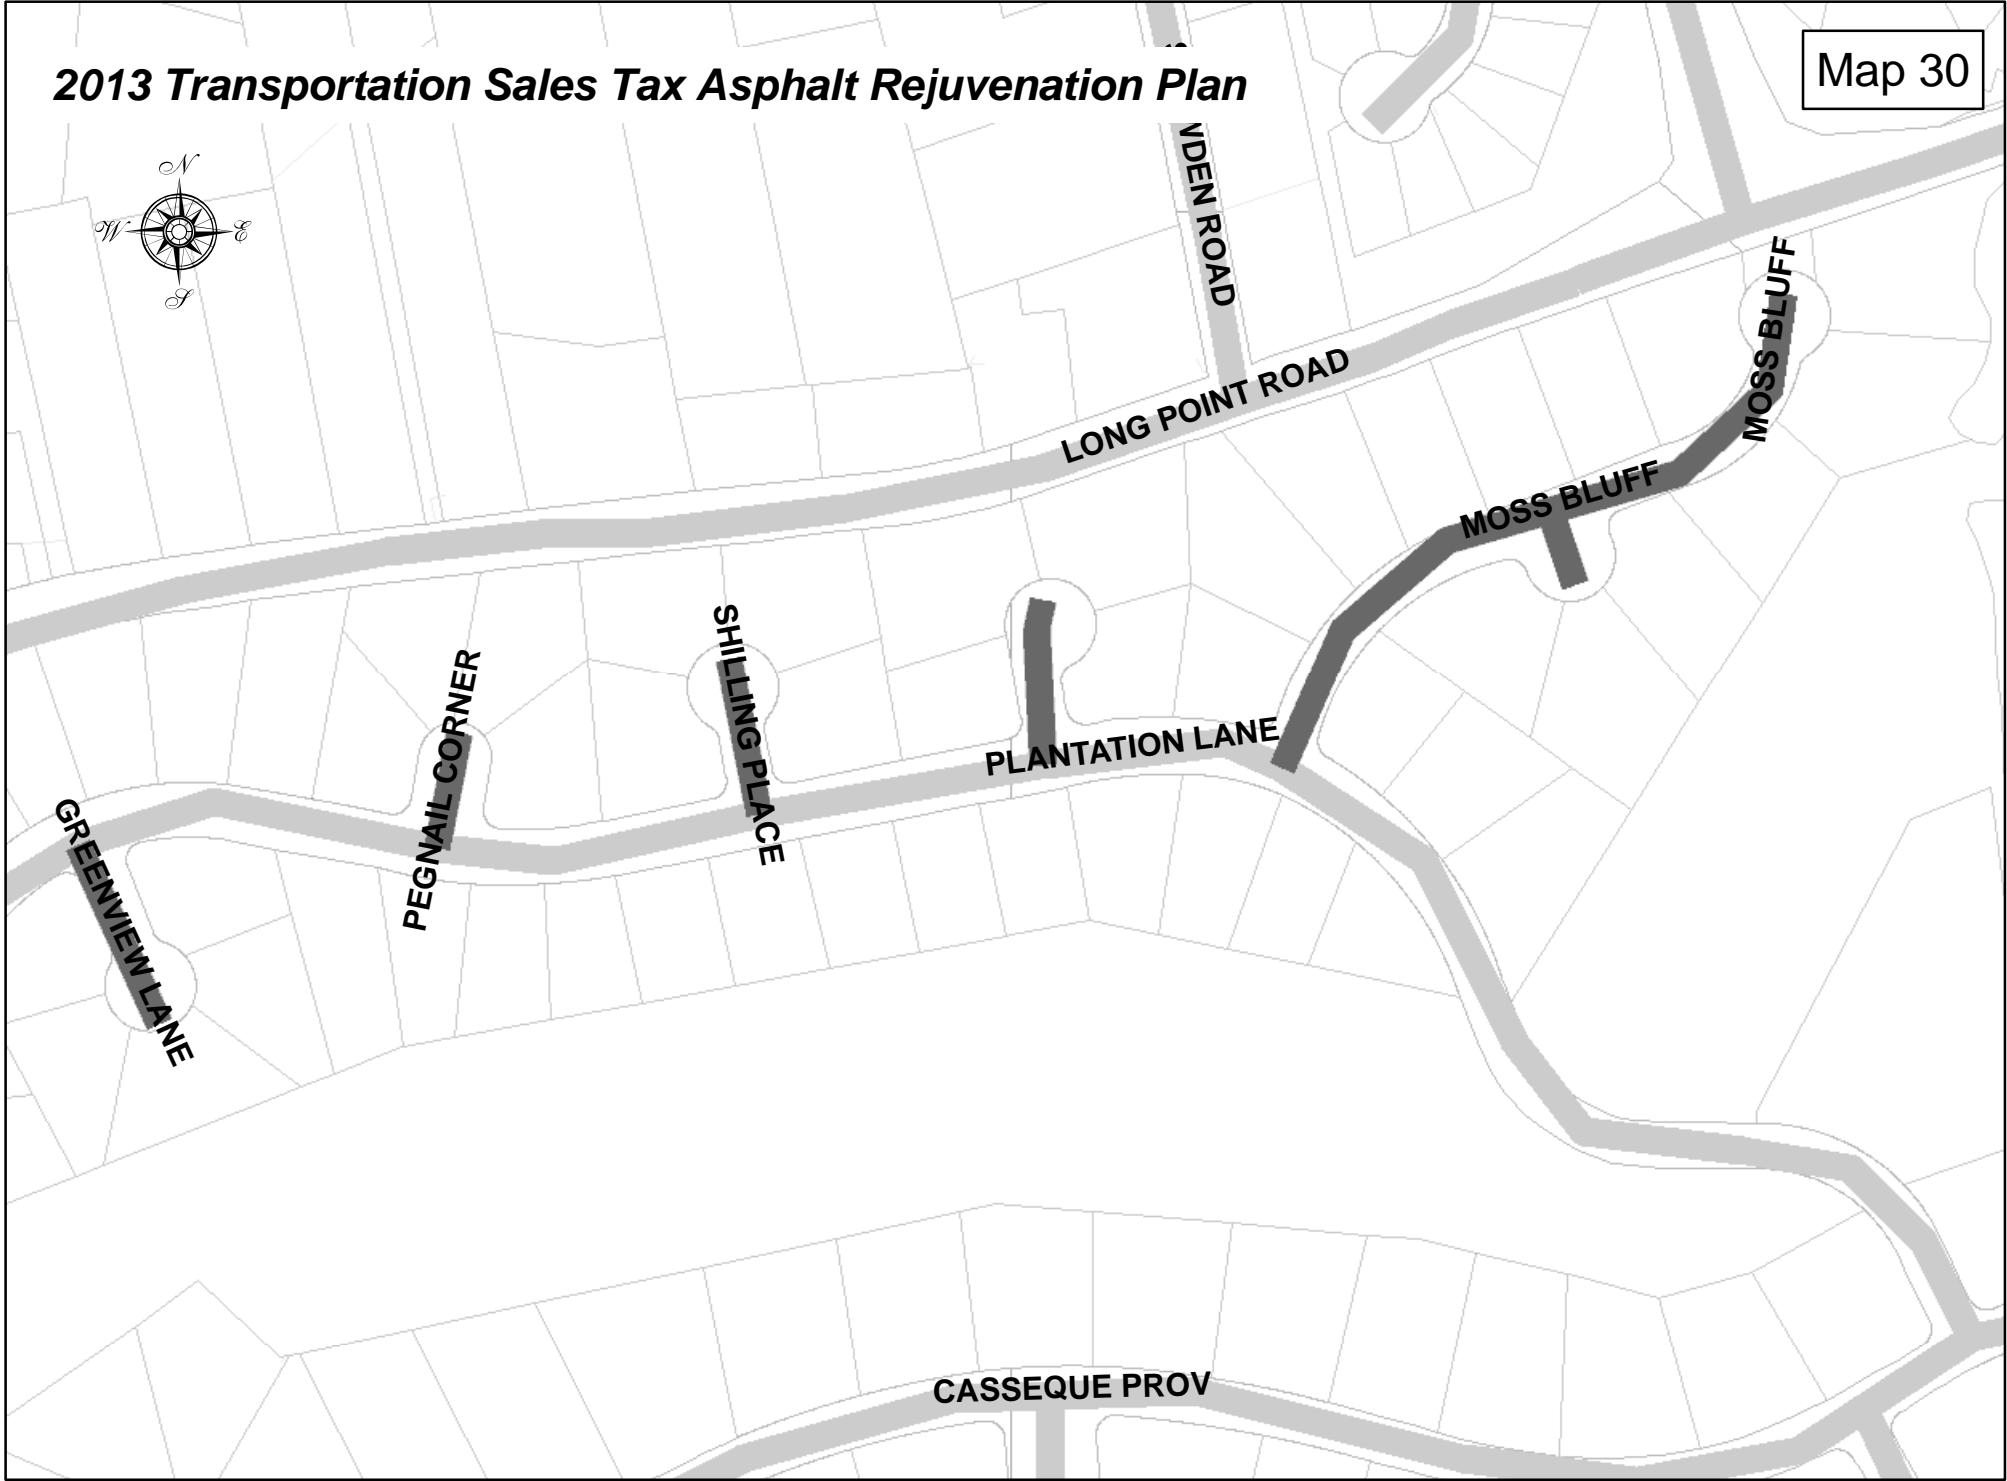 2013 Transportation Sales Tax Asphalt Rejuvenation Plan
Map 30
N
W
E
S
WDEN ROAD
LONG POINT ROAD
MOSS BLUFF
MOSS BLUFF
SHILLING PLACE
PEGNAIL CORNER
PLANTATION LANE
GREENVIEW LANE
CASSEQUE PROV